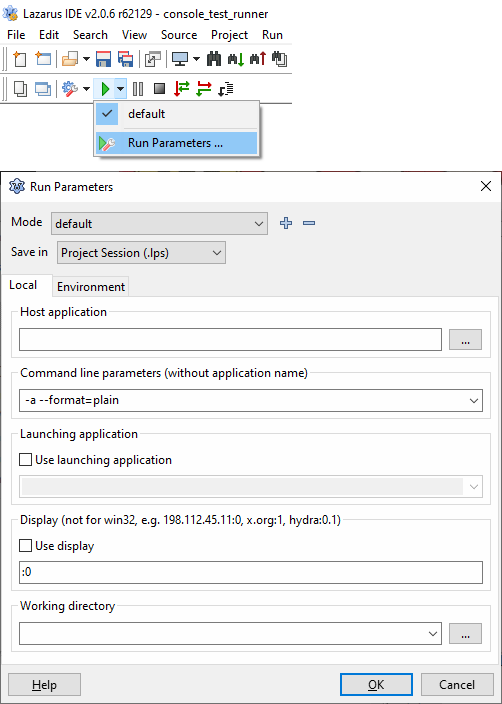 Lazarus IDE v2.0.6 r62129 - console_test_runner
File Edit Search View Source Project Run
default
Run Parameters ...
Run Parameters
Mode default
Save in Project Session (.lps)
Local Environment
Host application
...
Command line parameters (without application name)
-a --format=plain
Launching application
Use launching application
Display (not for win32, e.g. 198.112.45.11:0, x.org:1, hydra:0.1)
Use display
:0
Working directory
...
Help OK Cancel